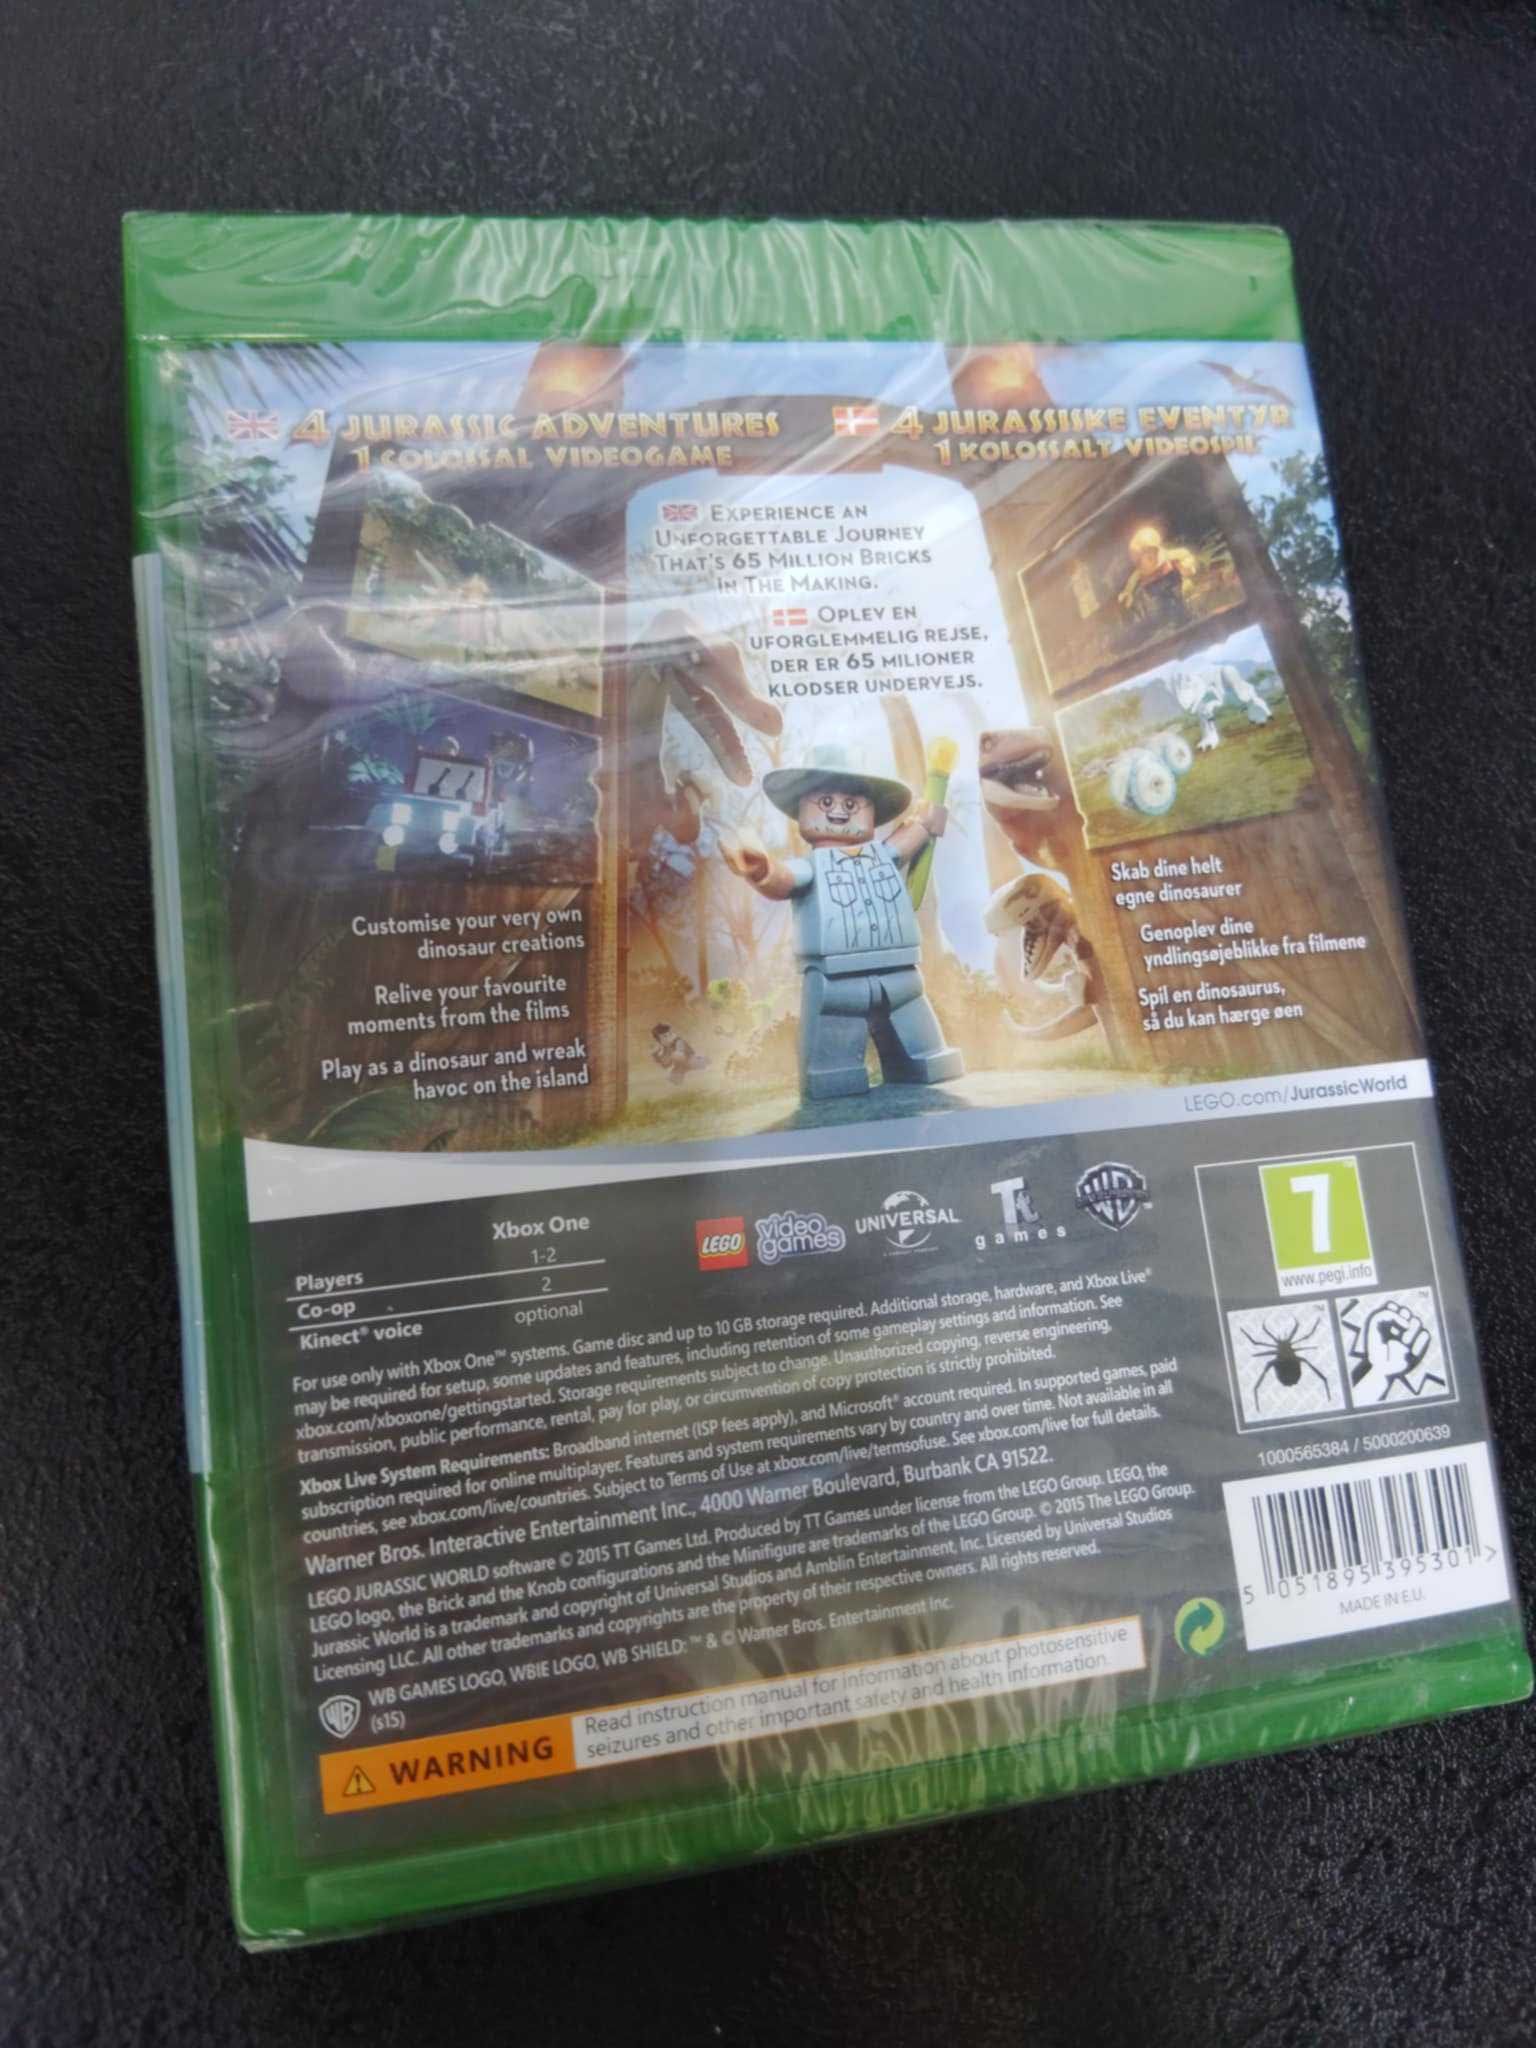 4 JURASSIC ADVENTURES
1 COLOSSAL VIDEOGAME
4 JURASSISKE EVENTYR
1 KOLOSSALT VIDEOSPIL
EXPERIENCE AN
UNFORGETTABLE JOURNEY
THAT'S 65 MILLION BRICKS
IN THE MAKING.
OPLEV EN
UFORGLEMMELIG REJSE,
DER ER 65 MILIONER
KLODSER UNDERVEJS.
Customise your very own
dinosaur creations
Relive your favourite
moments from the films
Play as a dinosaur and wreak
havoc on the island
Skab dine helt
egne dinosaurer
Genoplev dine
yndlingsøjeblikke fra filmene
Spil en dinosaurus,
så du kan hærge øen
LEGO.com/JurassicWorld
Xbox One
Players 1-2
Co-op 2
Kinect® voice optional
LEGO
video
games
UNIVERSAL
Tt
games
WB
7
www.pegi.info
For use only with Xbox One™ systems. Game disc and up to 10 GB storage required. Additional storage, hardware, and Xbox Live®
may be required for setup, some updates and features, including retention of some gameplay settings and information. See
xbox.com/xboxone/gettingstarted. Storage requirements subject to change. Unauthorized copying, reverse engineering,
transmission, public performance, rental, pay for play, or circumvention of copy protection is strictly prohibited.
Xbox Live System Requirements: Broadband internet (ISP fees apply), and Microsoft® account required. In supported games, paid
subscription required for online multiplayer. Features and system requirements vary by country and over time. Not available in all
countries, see xbox.com/live/countries. Subject to Terms of Use at xbox.com/live/termsofuse. See xbox.com/live for full details.
Warner Bros. Interactive Entertainment Inc., 4000 Warner Boulevard, Burbank CA 91522.
LEGO JURASSIC WORLD software © 2015 TT Games Ltd. Produced by TT Games under license from the LEGO Group. LEGO, the
LEGO logo, the Brick and the Knob configurations and the Minifigure are trademarks of the LEGO Group. © 2015 The LEGO Group.
Jurassic World is a trademark and copyright of Universal Studios and Amblin Entertainment, Inc. Licensed by Universal Studios
Licensing LLC. All other trademarks and copyrights are the property of their respective owners. All rights reserved.
WB GAMES LOGO, WBIE LOGO, WB SHIELD: ™ & © Warner Bros. Entertainment Inc.
(s15)
WB
1000565384 / 5000200639
5 051895 395301 >
MADE IN E.U.
WARNING
Read instruction manual for information about photosensitive
seizures and other important safety and health information.